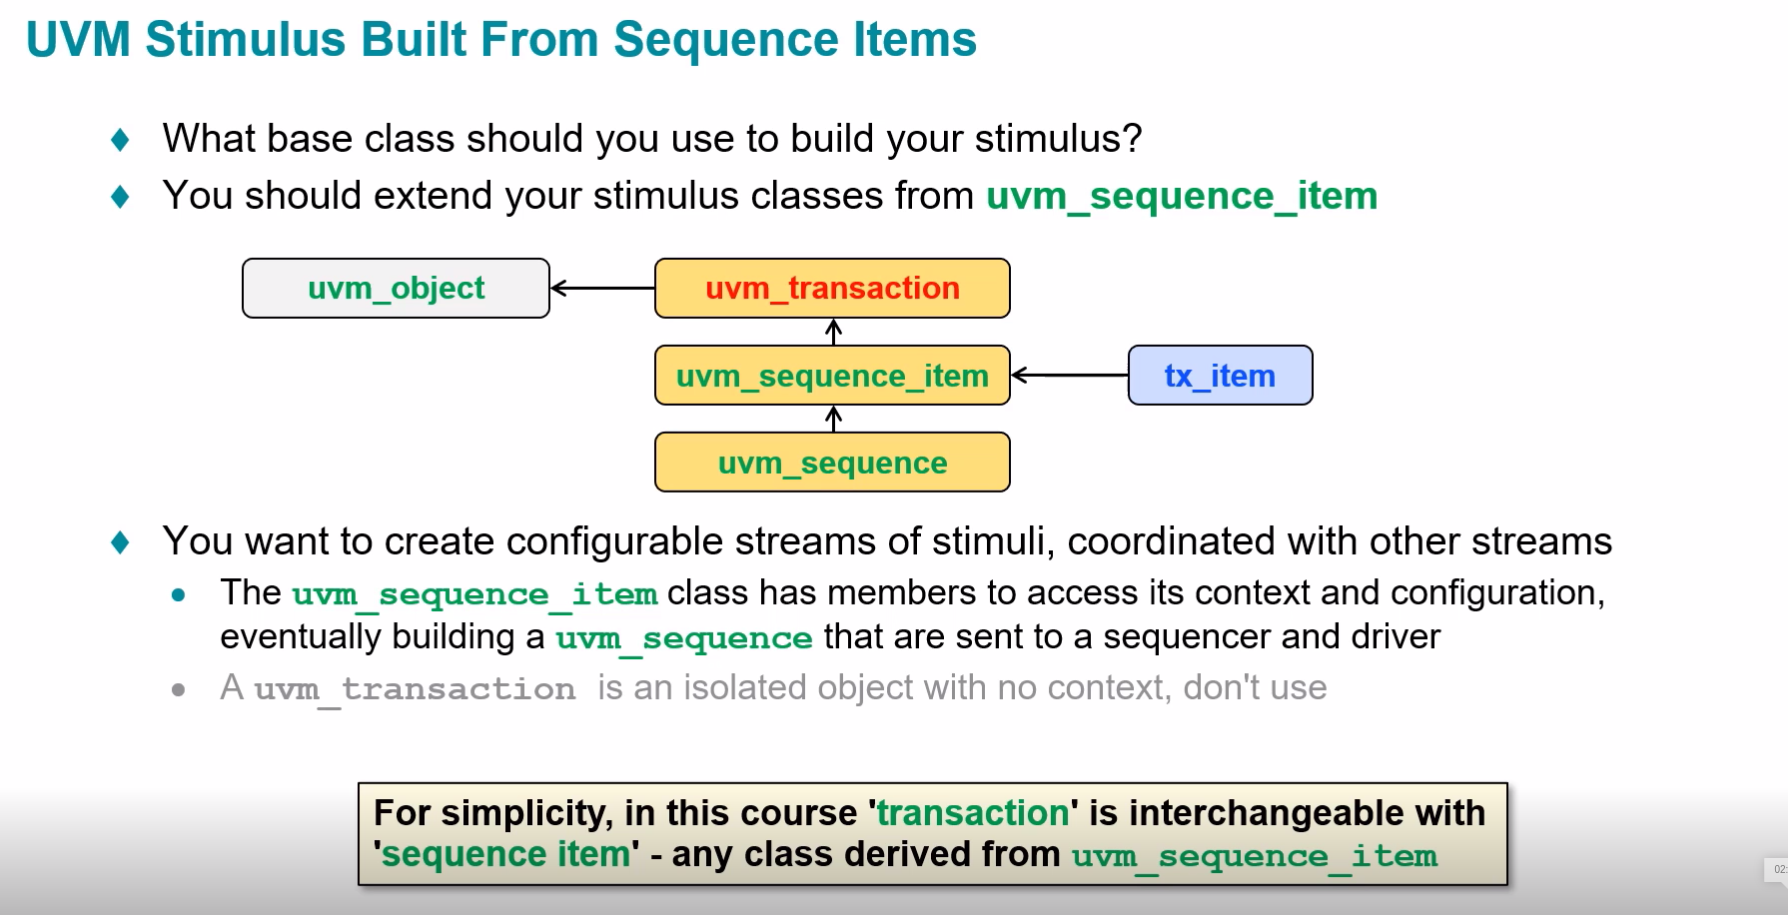 UVM Stimulus Built From Sequence Items
What base class should you use to build your stimulus?
You should extend your stimulus classes from uvm_sequence_item
uvm_object
uvm_transaction
uvm_sequence_item
tx_item
uvm_sequence
You want to create configurable streams of stimuli, coordinated with other streams
The uvm_sequence_item class has members to access its context and configuration,
eventually building a uvm_sequence that are sent to a sequencer and driver
A uvm_transaction is an isolated object with no context, don't use
For simplicity, in this course 'transaction' is interchangeable with
'sequence item' - any class derived from uvm_sequence_item
02: